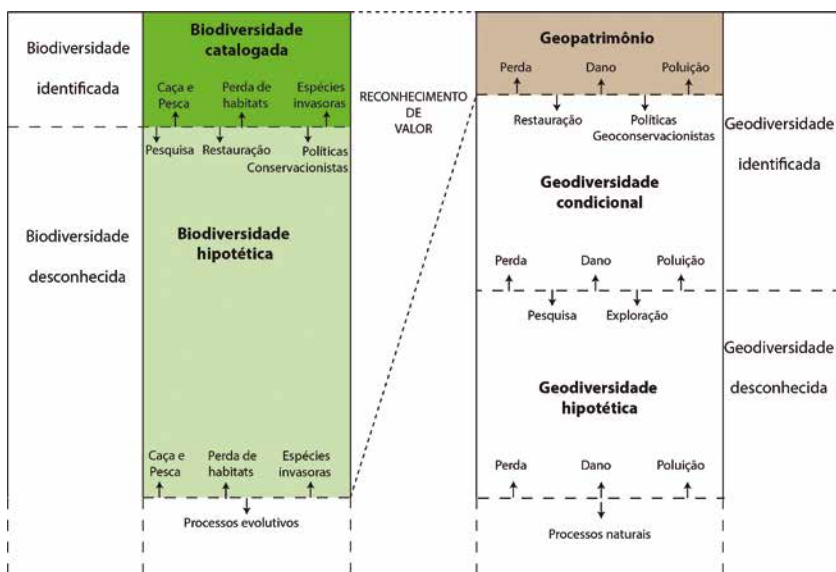 Biodiversidade
identificada
Biodiversidade
catalogada
Caça e
Pesca
Perda de
habitats
Espécies
invasoras
Pesquisa
Restauração
Políticas
Conservacionistas
Biodiversidade
desconhecida
Biodiversidade
hipotética
Caça e
Pesca
Perda de
habitats
Espécies
invasoras
Processos evolutivos
RECONHECIMENTO
DE
VALOR
Geopatrimônio
Perda
Dano
Poluição
Restauração
Políticas
Geoconservacionistas
Geodiversidade
identificada
Geodiversidade
condicional
Perda
Dano
Poluição
Pesquisa
Exploração
Geodiversidade
desconhecida
Geodiversidade
hipotética
Perda
Dano
Poluição
Processos naturais